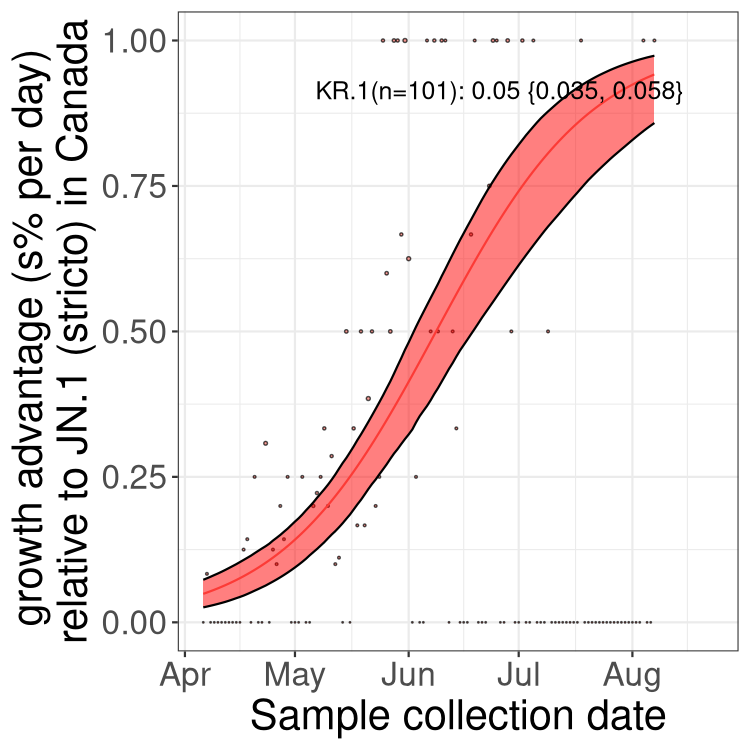 growth advantage (s% per day)
relative to JN.1 (stricto) in Canada
1.00
0.75
0.50
0.25
0.00
KR.1(n=101): 0.05 {0.035, 0.058}
Apr May Jun Jul Aug
Sample collection date